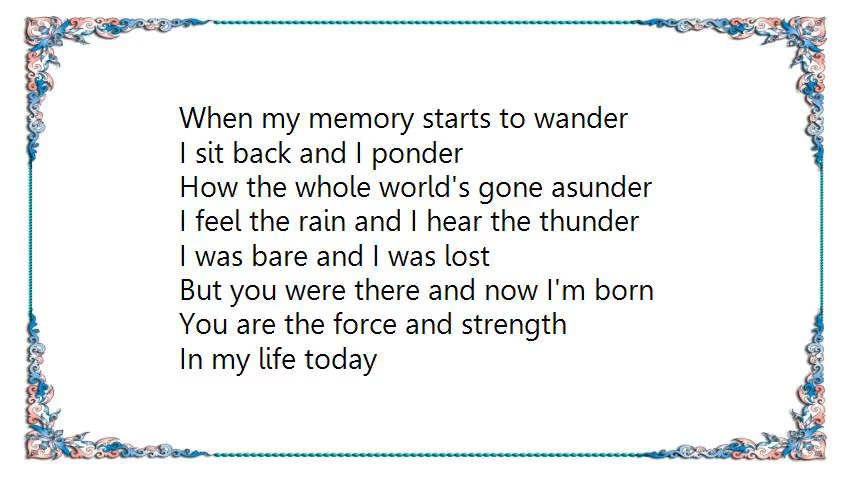 When my memory starts to wander
I sit back and I ponder
How the whole world's gone asunder
I feel the rain and I hear the thunder
I was bare and I was lost
But you were there and now I'm born
You are the force and strength
In my life today